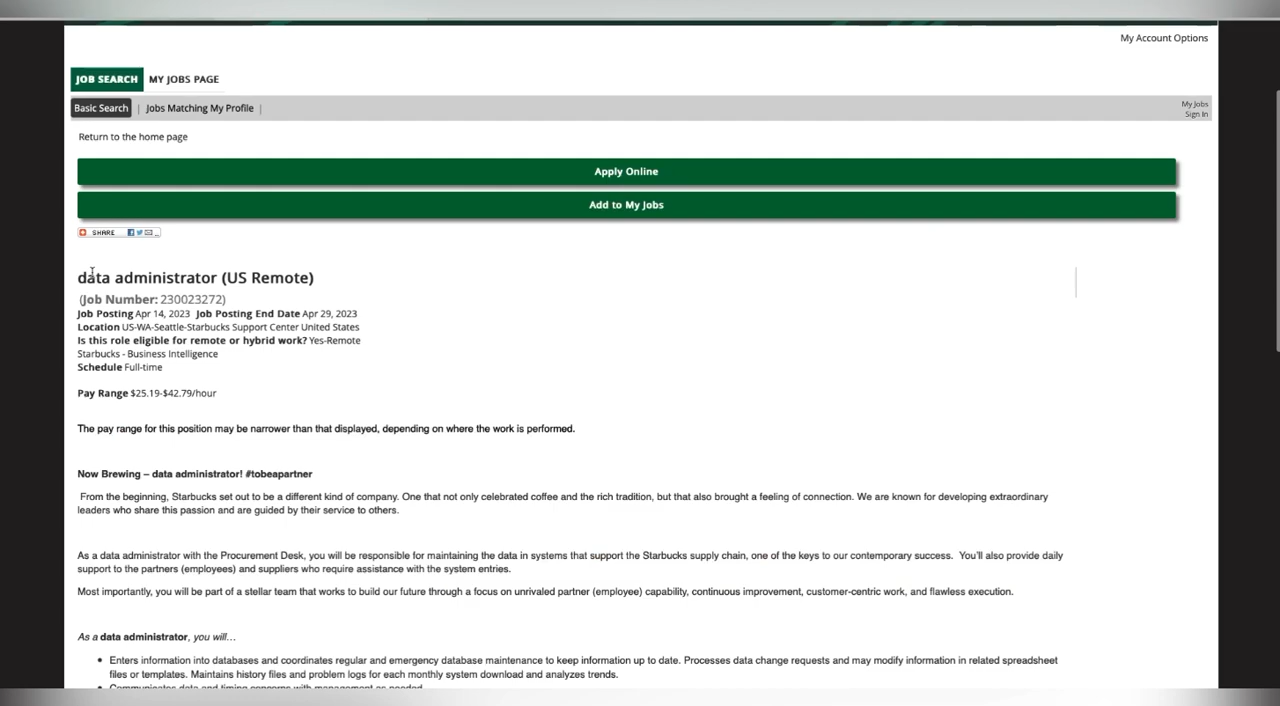 My Account Options
JOB SEARCH MY JOBS PAGE
Basic Search | Jobs Matching My Profile |
My Jobs
Sign In
Return to the home page
Apply Online
Add to My Jobs
SHARE
data administrator (US Remote)
(Job Number: 230023272)
Job Posting Apr 14, 2023 Job Posting End Date Apr 29, 2023
Location US-WA-Seattle-Starbucks Support Center United States
Is this role eligible for remote or hybrid work? Yes-Remote
Starbucks - Business Intelligence
Schedule Full-time
Pay Range $25.19-$42.79/hour
The pay range for this position may be narrower than that displayed, depending on where the work is performed.
Now Brewing – data administrator! #tobeapartner
From the beginning, Starbucks set out to be a different kind of company. One that not only celebrated coffee and the rich tradition, but that also brought a feeling of connection. We are known for developing extraordinary
leaders who share this passion and are guided by their service to others.
As a data administrator with the Procurement Desk, you will be responsible for maintaining the data in systems that support the Starbucks supply chain, one of the keys to our contemporary success. You'll also provide daily
support to the partners (employees) and suppliers who require assistance with the system entries.
Most importantly, you will be part of a stellar team that works to build our future through a focus on unrivaled partner (employee) capability, continuous improvement, customer-centric work, and flawless execution.
As a data administrator, you will…
• Enters information into databases and coordinates regular and emergency database maintenance to keep information up to date. Processes data change requests and may modify information in related spreadsheet
files or templates. Maintains history files and problem logs for each monthly system download and analyzes trends.
• Communicates data and timing concerns with management as needed.